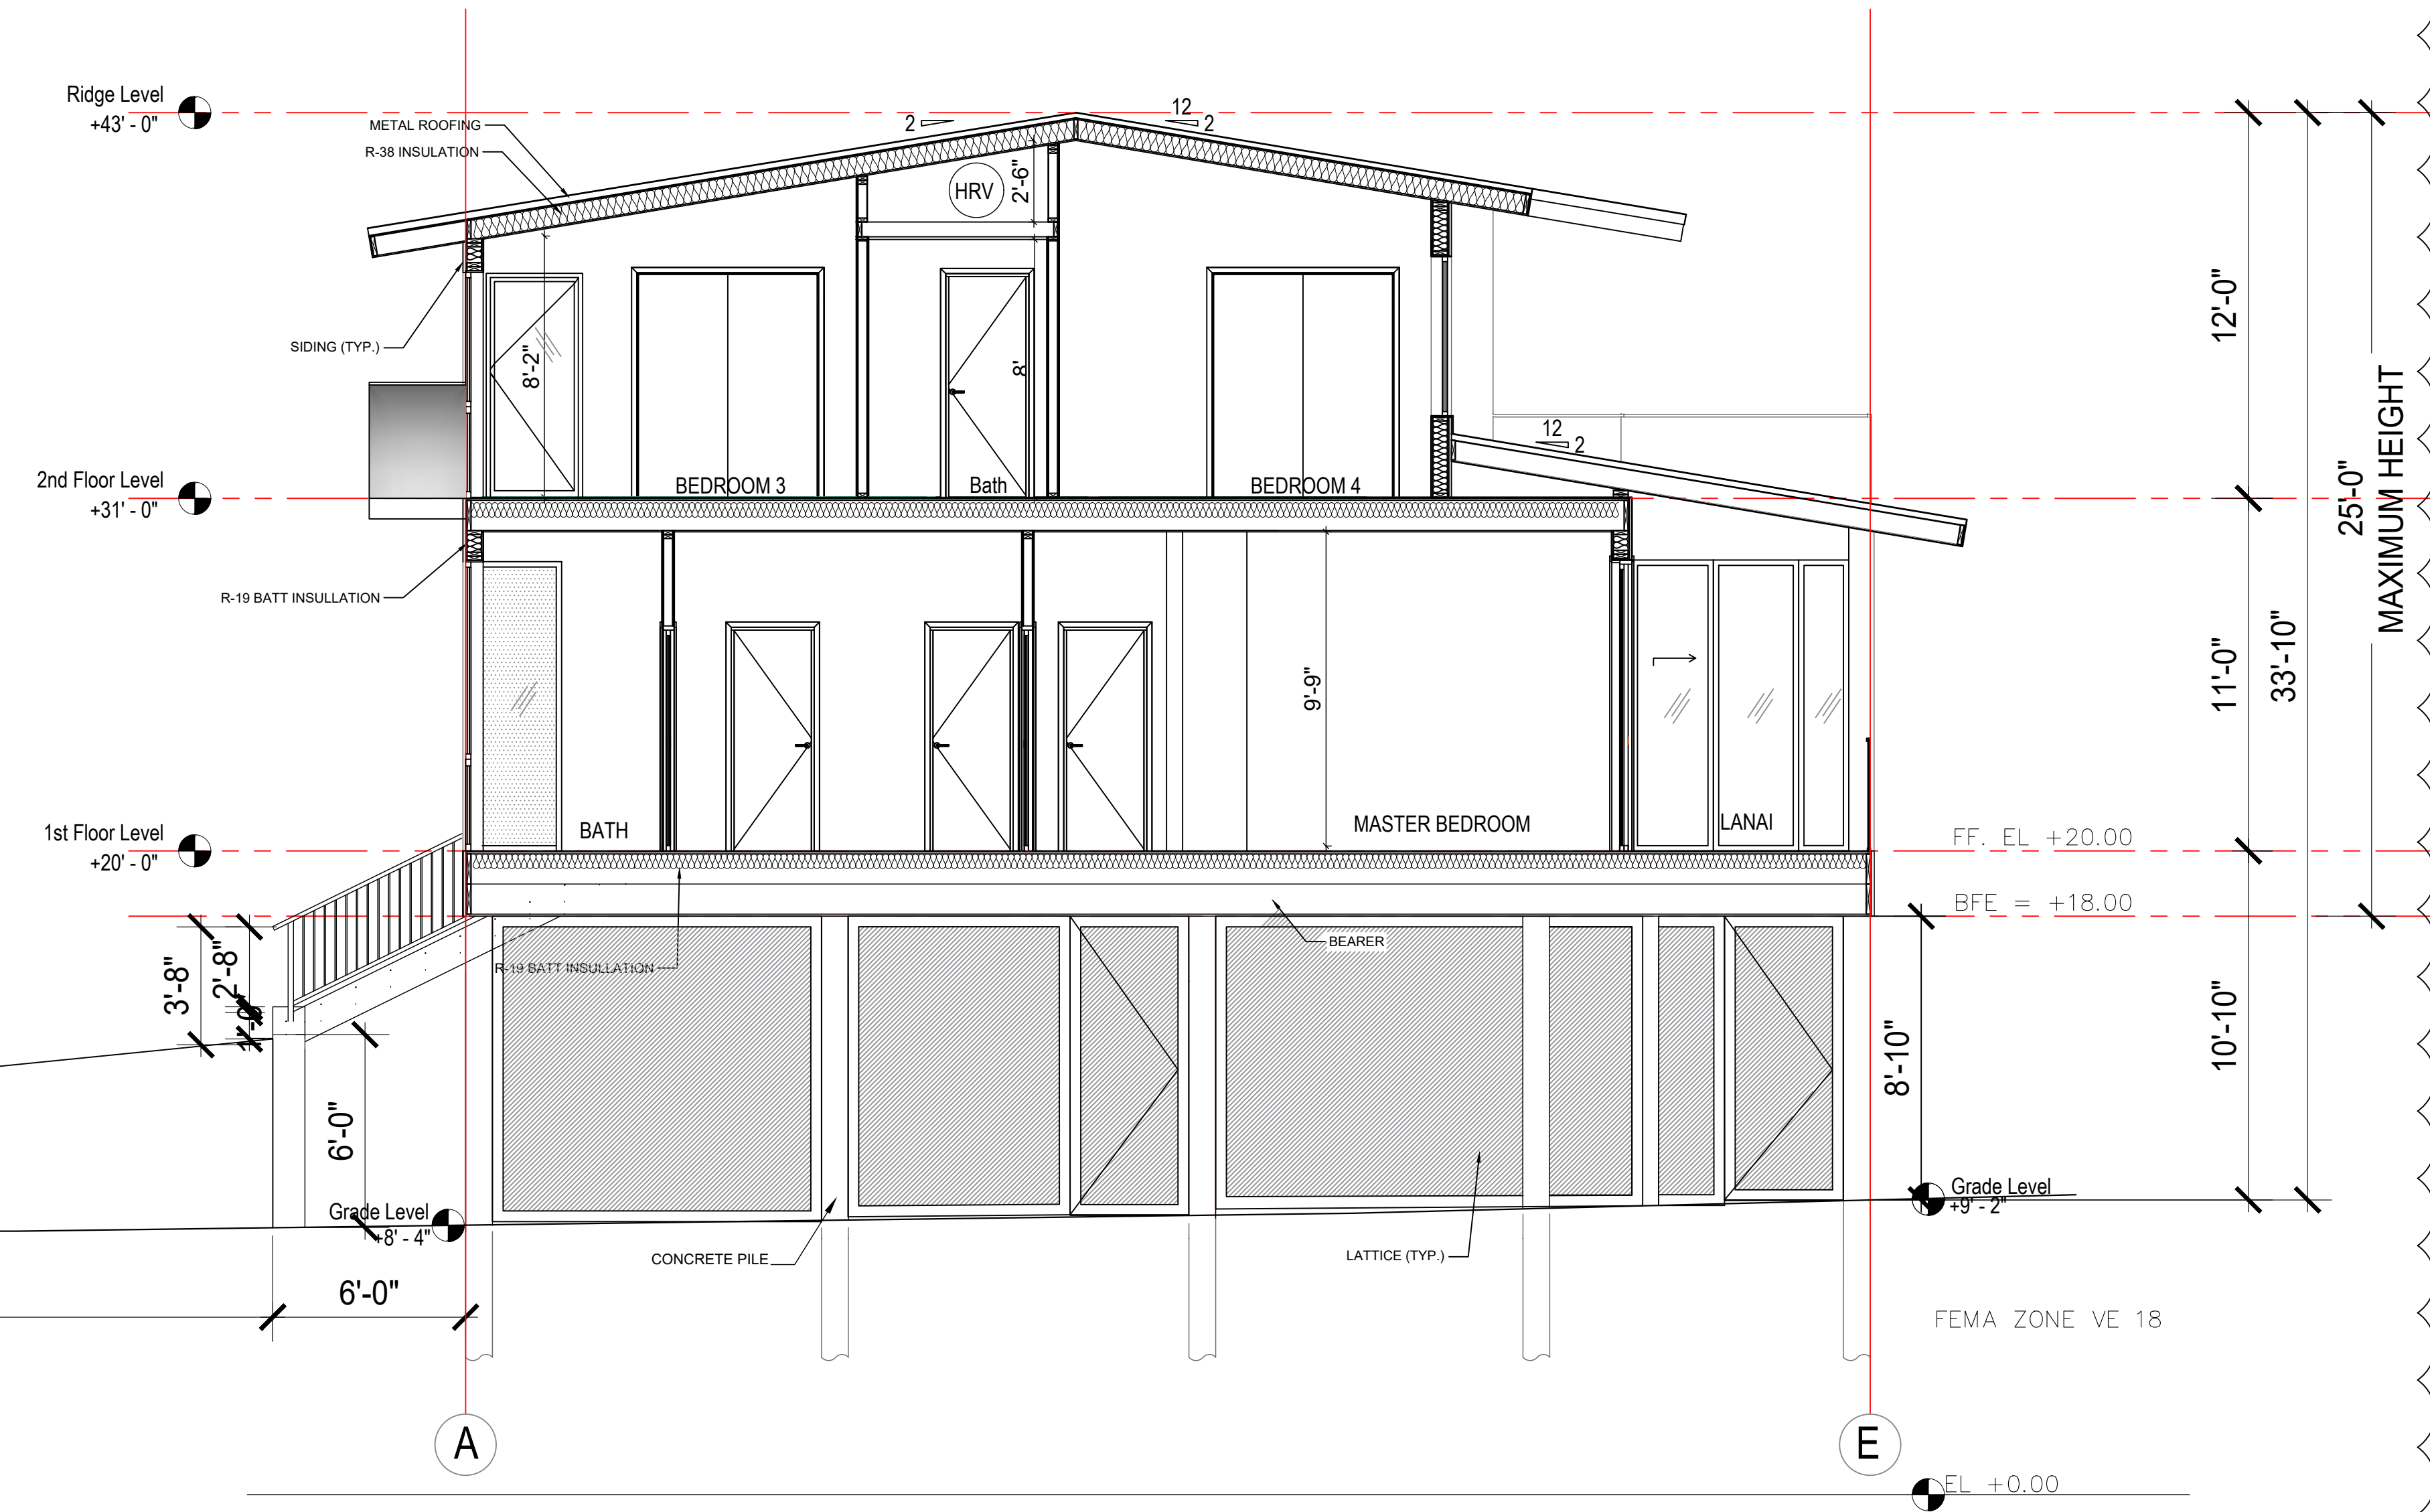 Ridge Level
+43' - 0"
METAL ROOFING
R-38 INSULATION
2
12
2
HRV
2'-6"
SIDING (TYP.)
8'-2"
8'
12'-0"
12
2
2nd Floor Level
+31' - 0"
BEDROOM 3
Bath
BEDROOM 4
25'-0"
MAXIMUM HEIGHT
R-19 BATT INSULLATION
9'-9"
11'-0"
33'-10"
1st Floor Level
+20' - 0"
BATH
MASTER BEDROOM
LANAI
FF. EL +20.00
BFE = +18.00
BEARER
R-19 BATT INSULLATION
3'-8"
2'-8"
8'-10"
10'-10"
6'-0"
Grade Level
+8' - 4"
Grade Level
+9' - 2"
CONCRETE PILE
LATTICE (TYP.)
6'-0"
FEMA ZONE VE 18
A
E
EL +0.00